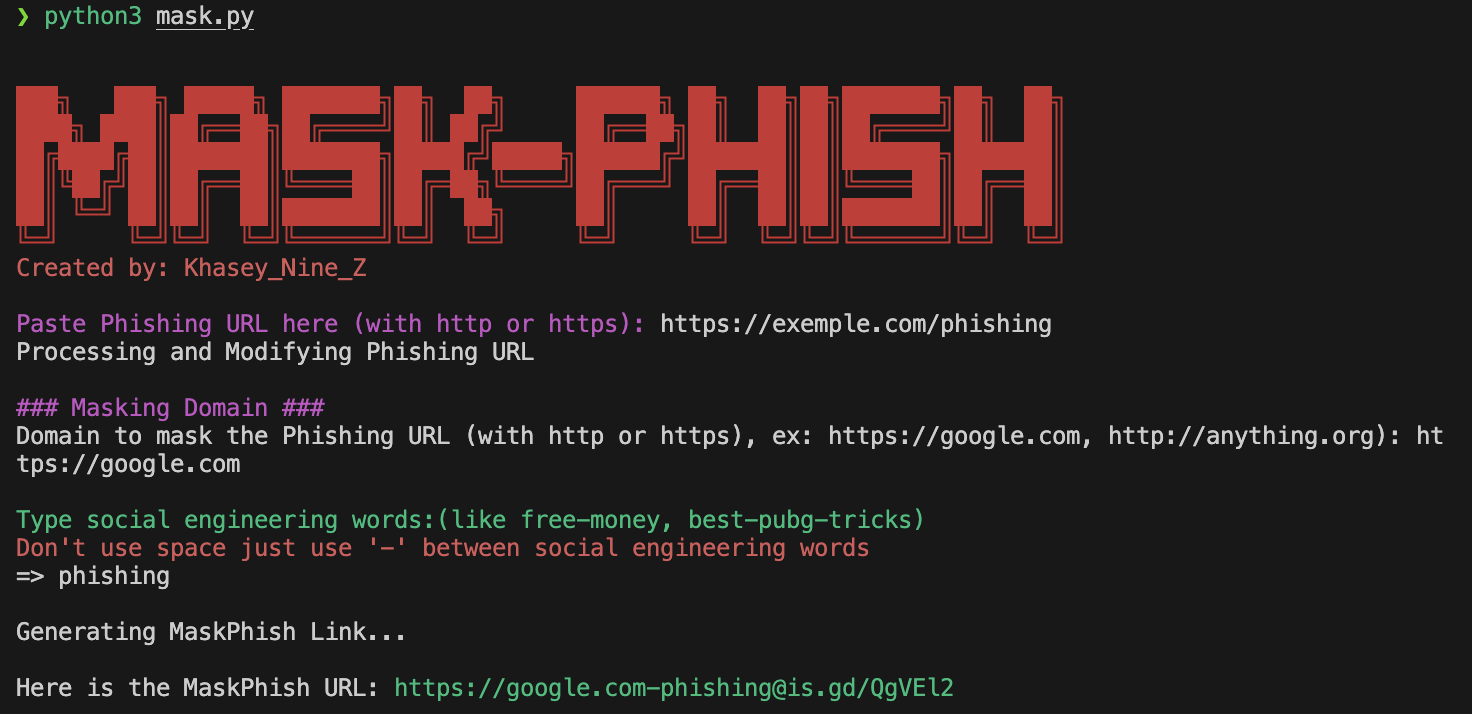 ❯ python3 mask.py
MASK-PHISH
Created by: Khasey_Nine_Z
Paste Phishing URL here (with http or https): https://exemple.com/phishing
Processing and Modifying Phishing URL
### Masking Domain ###
Domain to mask the Phishing URL (with http or https), ex: https://google.com, http://anything.org): ht
tps://google.com
Type social engineering words:(like free-money, best-pubg-tricks)
Don't use space just use '-' between social engineering words
=> phishing
Generating MaskPhish Link...
Here is the MaskPhish URL: https://google.com-phishing@is.gd/QgVEl2